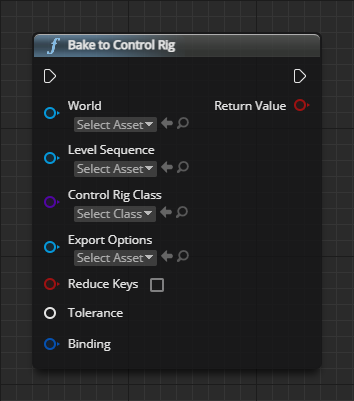 Bake to Control Rig
World
Return Value
Select Asset
Level Sequence
Select Asset
Control Rig Class
Select Class
Export Options
Select Asset
Reduce Keys
Tolerance
Binding